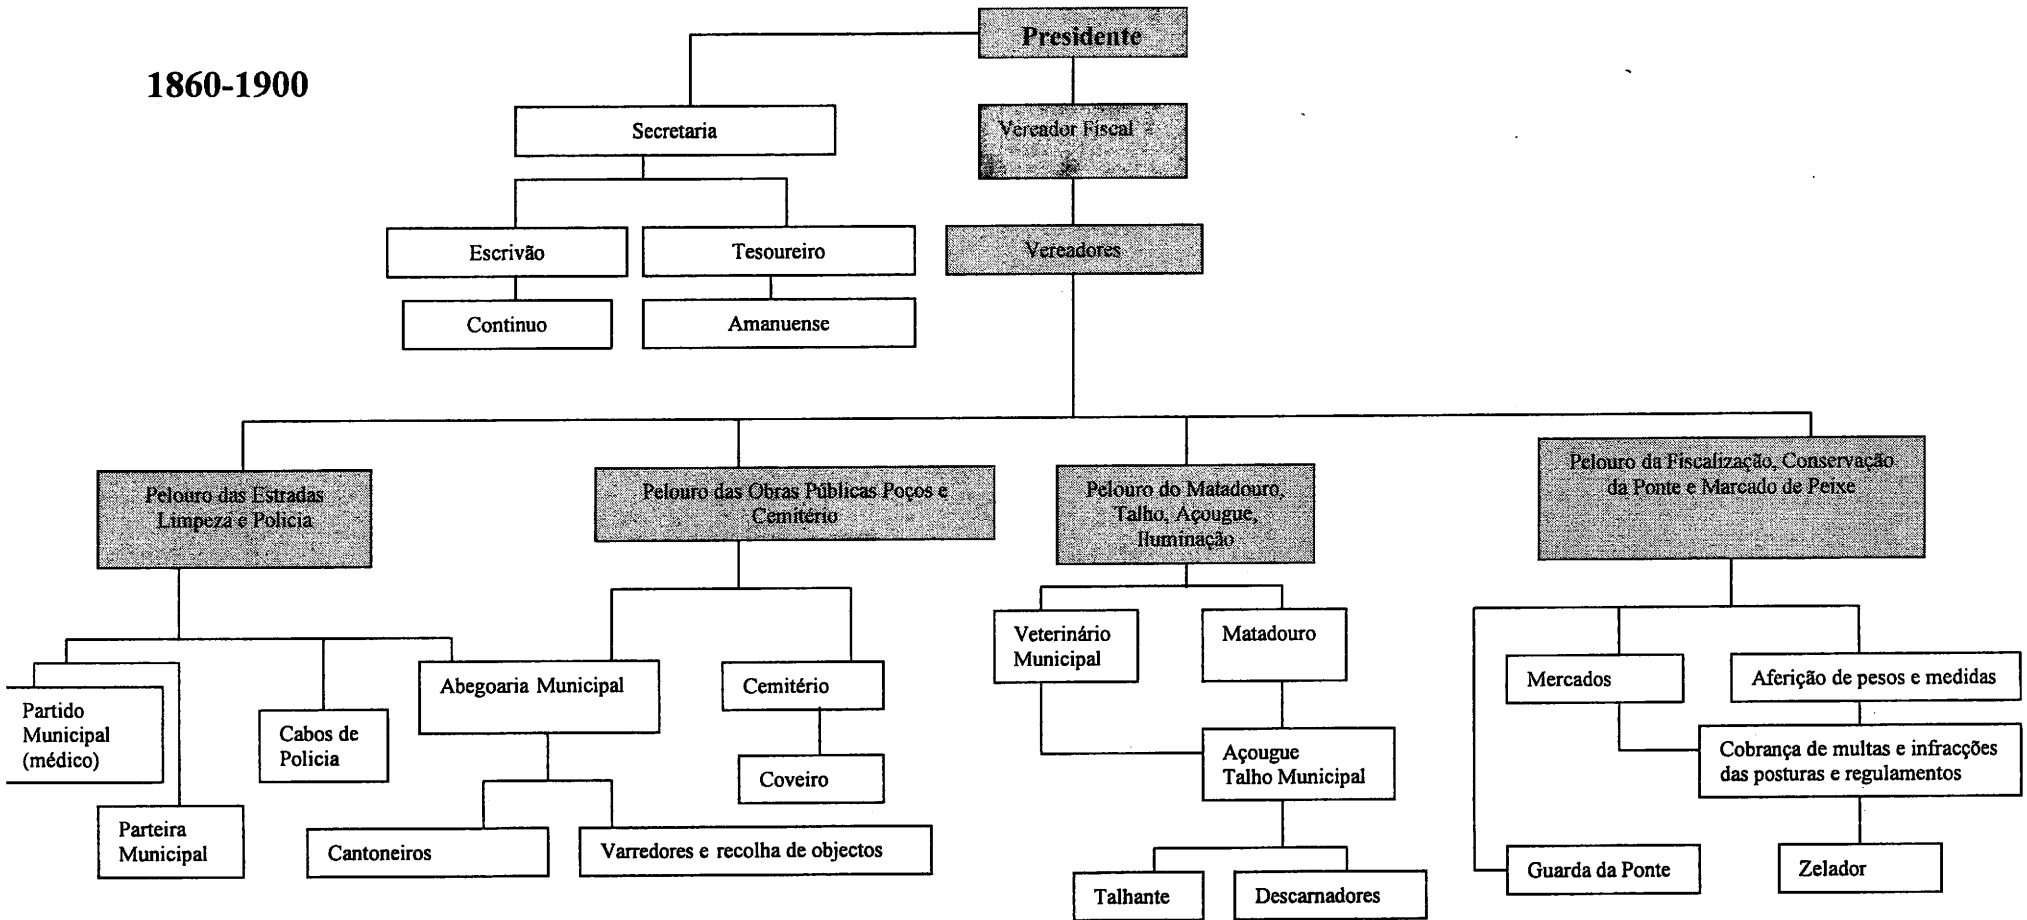 1860-1900
Presidente
Secretaria
Vereador Fiscal
Escrivão
Tesoureiro
Vereadores
Continuo
Amanuense
Pelouro das Estradas
Limpeza e Policia
Pelouro das Obras Públicas Poços e
Cemitério
Pelouro do Matadouro,
Talho, Açougue,
Iluminação
Pelouro da Fiscalização, Conservação
da Ponte e Marcado de Peixe
Partido
Municipal
(médico)
Parteira
Municipal
Cabos de
Policia
Abegoaria Municipal
Cantoneiros
Varredores e recolha de objectos
Cemitério
Coveiro
Veterinário
Municipal
Matadouro
Açougue
Talho Municipal
Talhante
Descarnadores
Mercados
Aferição de pesos e medidas
Cobrança de multas e infracções
das posturas e regulamentos
Guarda da Ponte
Zelador